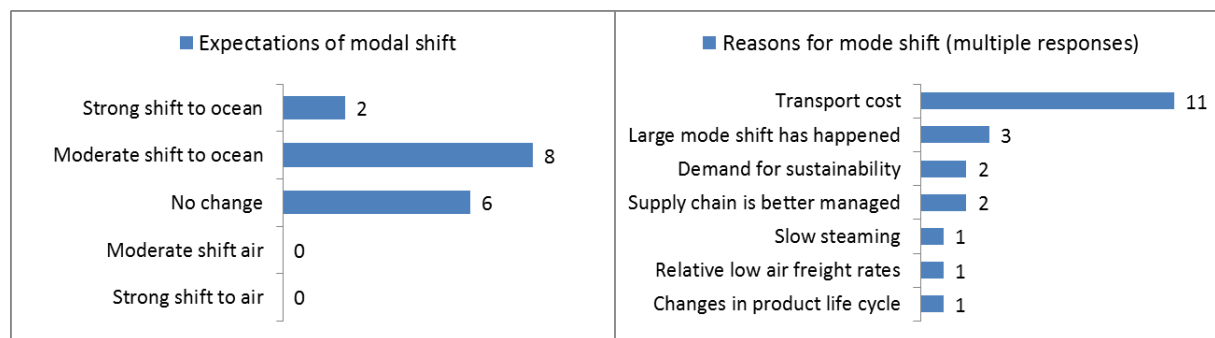 Expectations of modal shift
Strong shift to ocean 2
Moderate shift to ocean 8
No change 6
Moderate shift air 0
Strong shift to air 0
Reasons for mode shift (multiple responses)
Transport cost 11
Large mode shift has happened 3
Demand for sustainability 2
Supply chain is better managed 2
Slow steaming 1
Relative low air freight rates 1
Changes in product life cycle 1